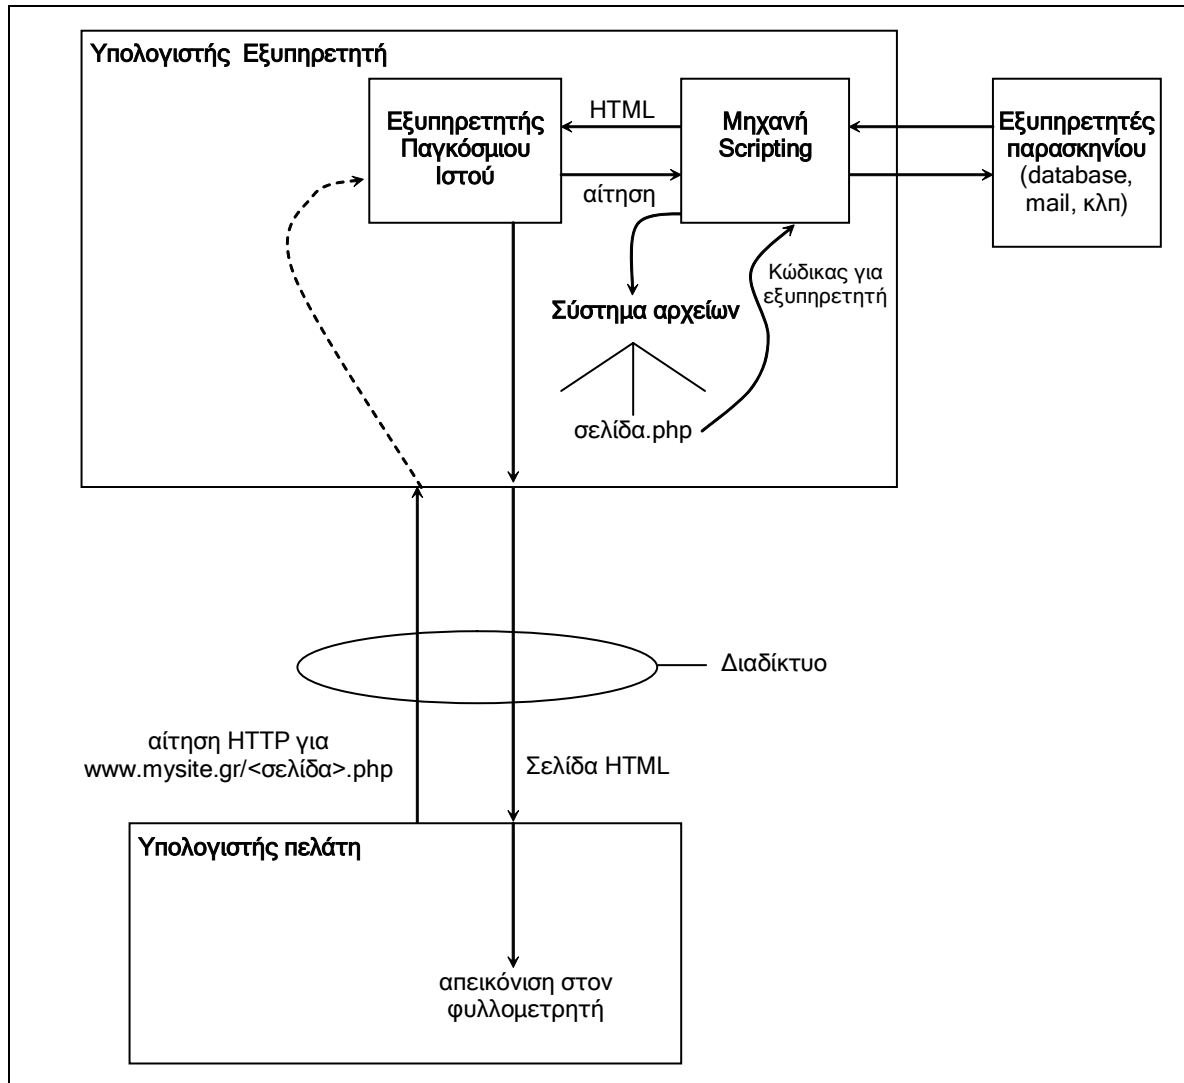 Υπολογιστής Εξυπηρετητή
Εξυπηρετητής
Παγκόσμιου
Ιστού
HTML
αίτηση
Μηχανή
Scripting
Εξυπηρετητές
παρασκηνίου
(database,
mail, κλπ)
Κώδικας για
εξυπηρετητή
Σύστημα αρχείων
σελίδα.php
Διαδίκτυο
αίτηση HTTP για
www.mysite.gr/<σελίδα>.php
Σελίδα HTML
Υπολογιστής πελάτη
απεικόνιση στον
φυλλομετρητή